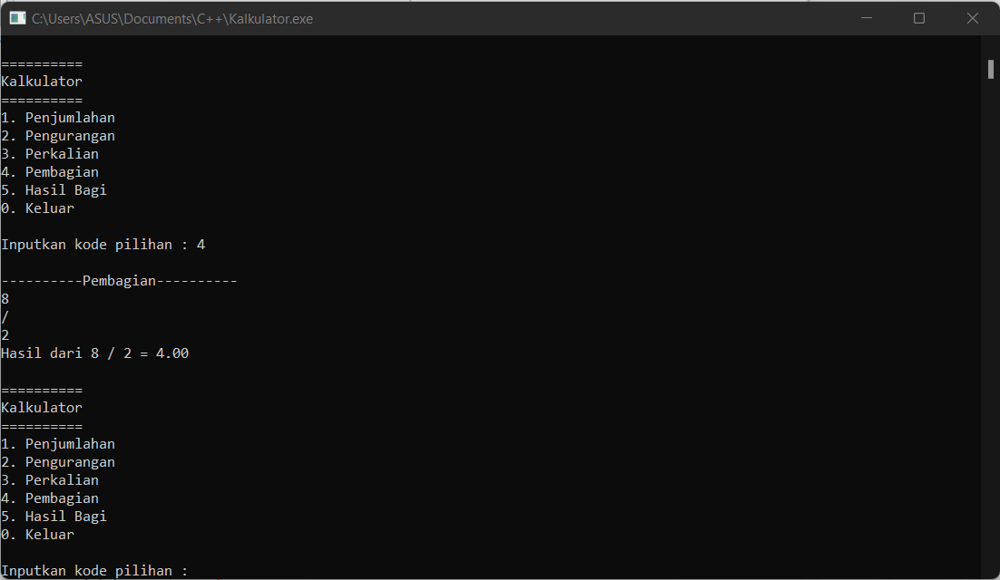 C:\Users\ASUS\Documents\C++\Kalkulator.exe
==========
Kalkulator
==========
1. Penjumlahan
2. Pengurangan
3. Perkalian
4. Pembagian
5. Hasil Bagi
0. Keluar
Inputkan kode pilihan : 4
----------Pembagian----------
8
/
2
Hasil dari 8 / 2 = 4.00
==========
Kalkulator
==========
1. Penjumlahan
2. Pengurangan
3. Perkalian
4. Pembagian
5. Hasil Bagi
0. Keluar
Inputkan kode pilihan :